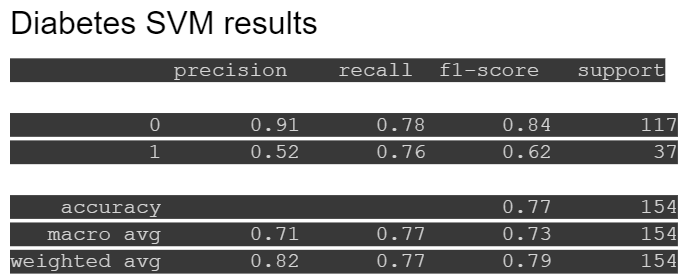 Diabetes SVM results
precision recall f1-score support
0 0.91 0.78 0.84 117
1 0.52 0.76 0.62 37
accuracy 0.77 154
macro avg 0.71 0.77 0.73 154
weighted avg 0.82 0.77 0.79 154